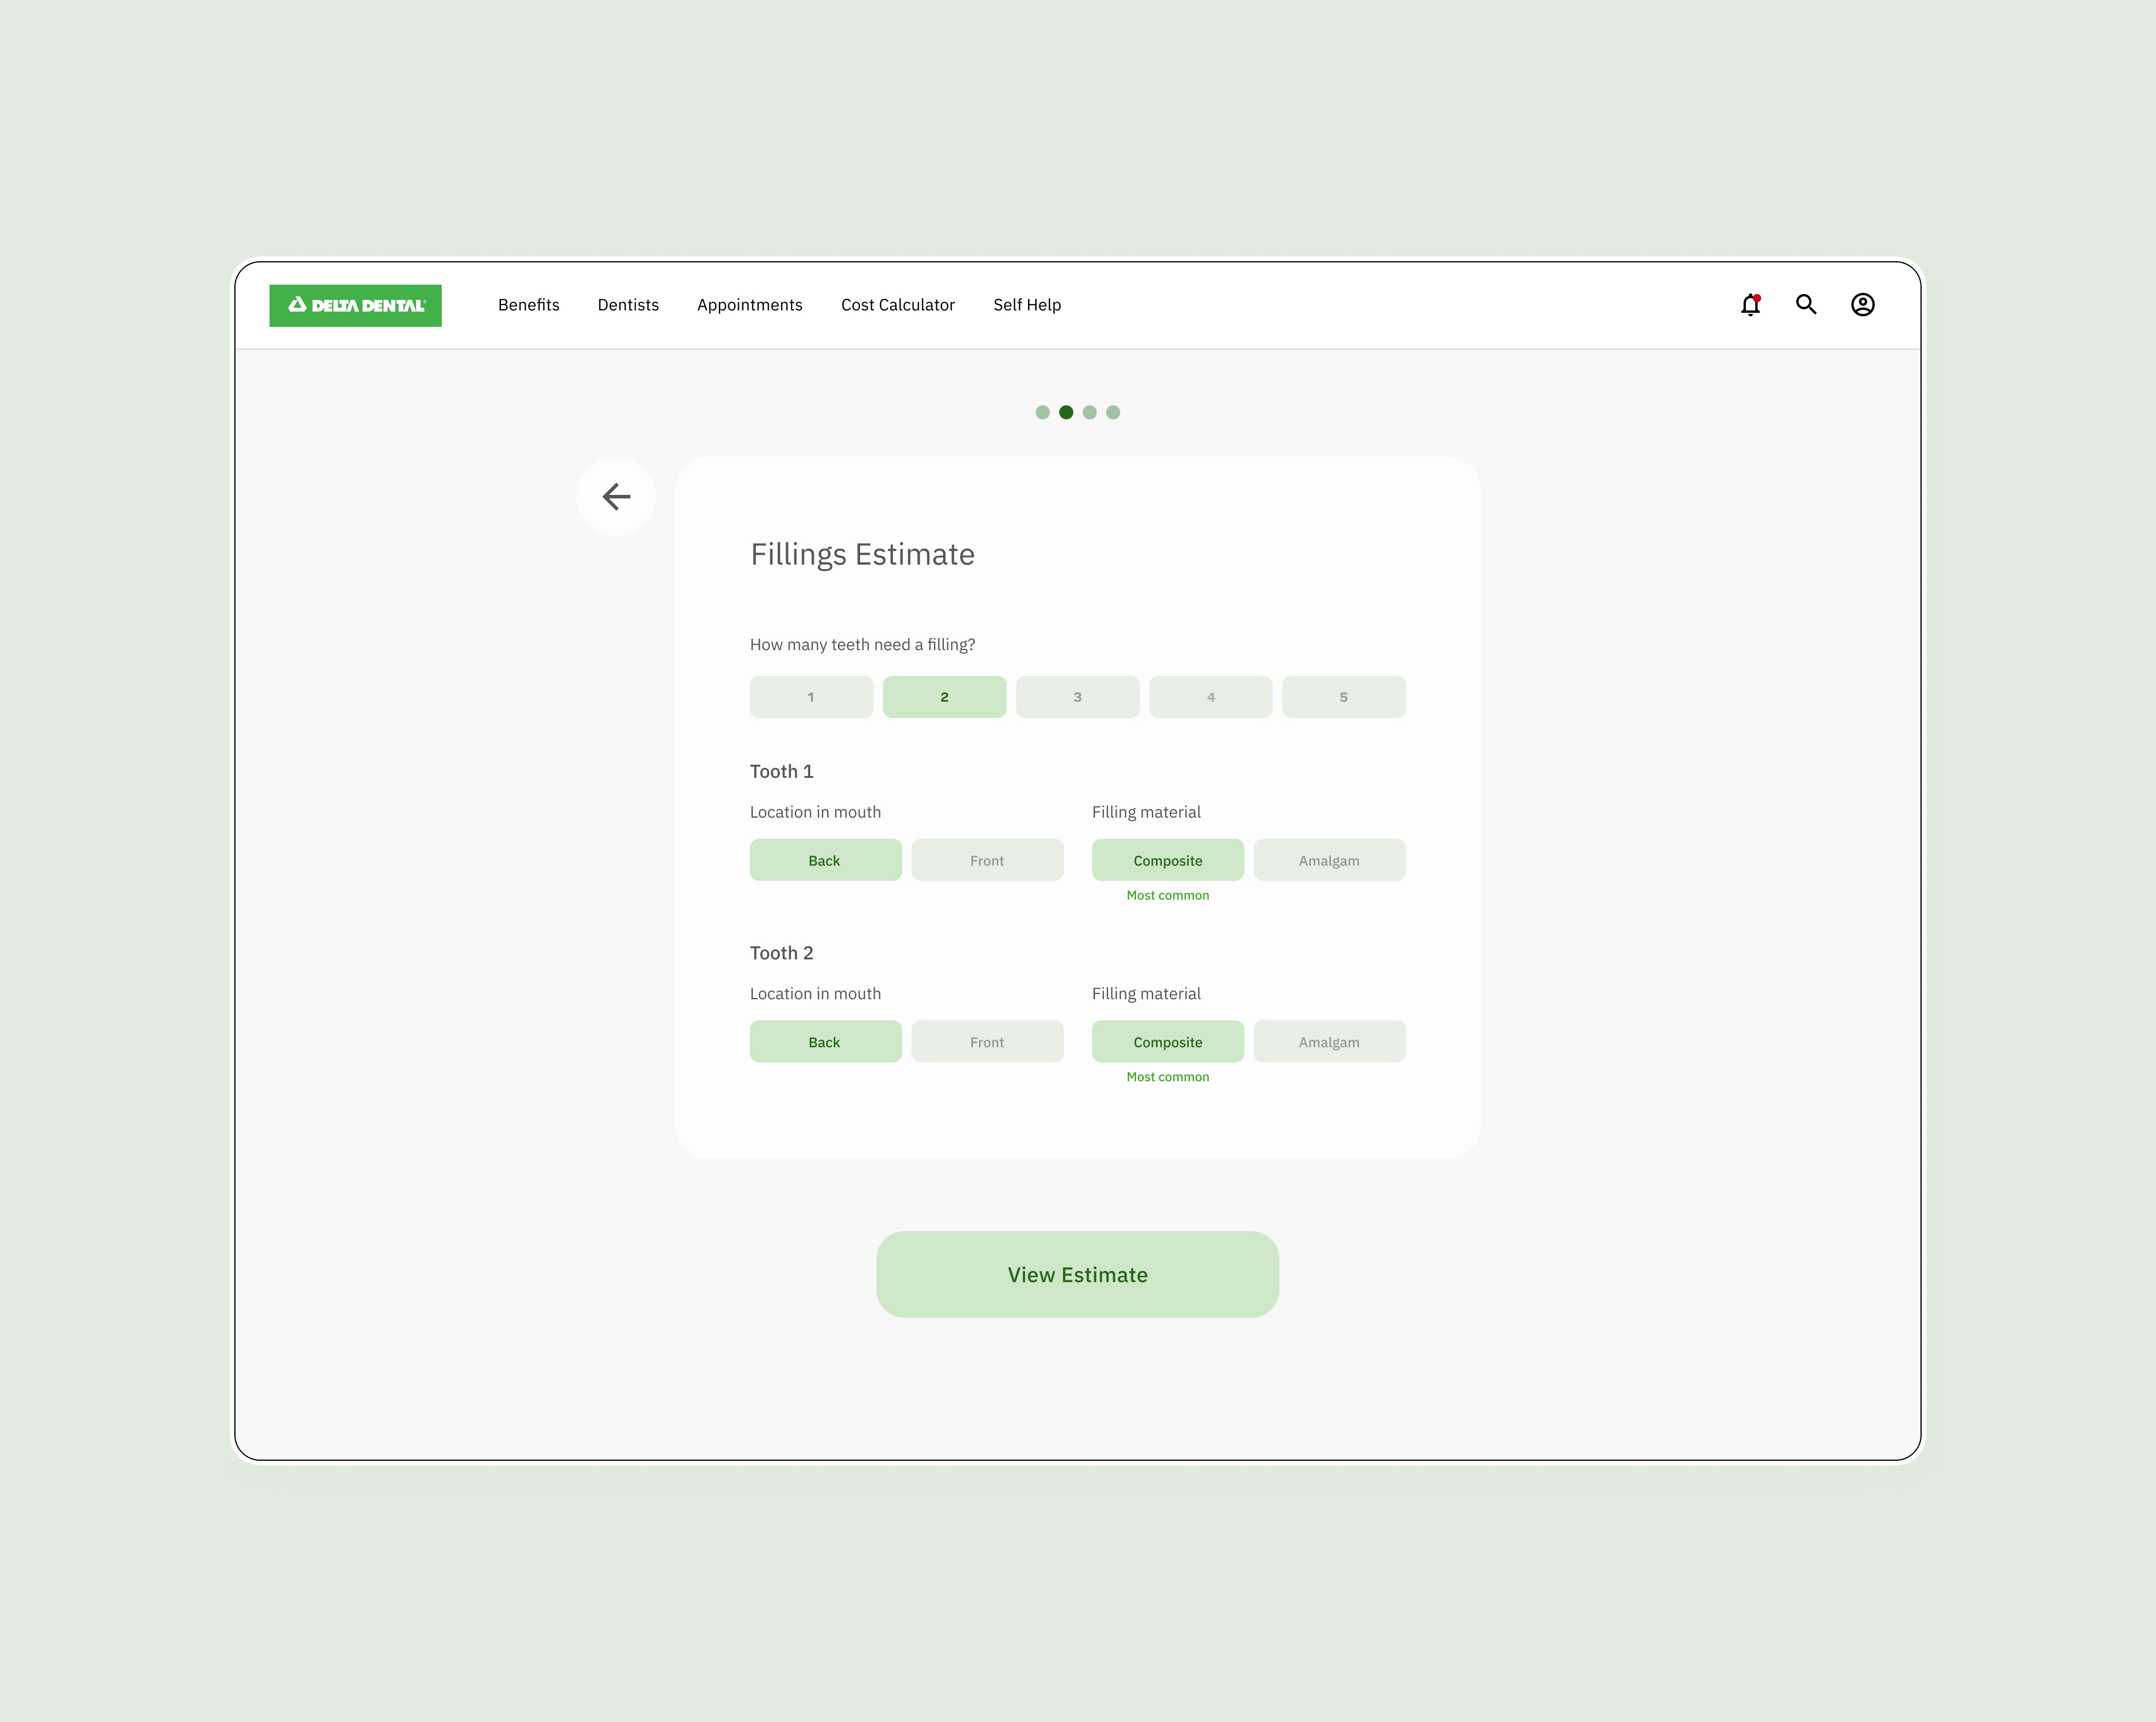 DELTA DENTAL®
Benefits Dentists Appointments Cost Calculator Self Help
Fillings Estimate
How many teeth need a filling?
1 2 3 4 5
Tooth 1
Location in mouth Filling material
Back Front Composite Amalgam
Most common
Tooth 2
Location in mouth Filling material
Back Front Composite Amalgam
Most common
View Estimate